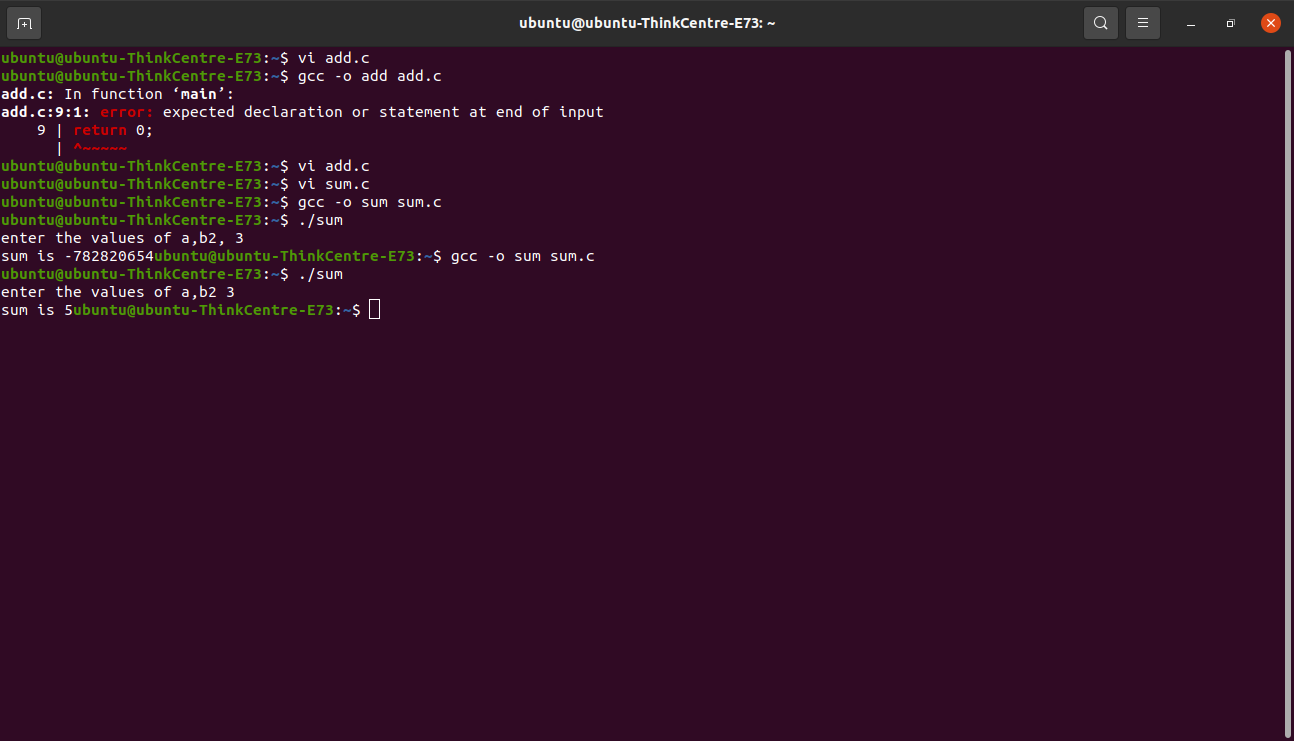 ubuntu@ubuntu-ThinkCentre-E73: ~
ubuntu@ubuntu-ThinkCentre-E73:~$ vi add.c
ubuntu@ubuntu-ThinkCentre-E73:~$ gcc -o add add.c
add.c: In function ‘main’:
add.c:9:1: error: expected declaration or statement at end of input
    9 | return 0;
      | ^~~~~~
ubuntu@ubuntu-ThinkCentre-E73:~$ vi add.c
ubuntu@ubuntu-ThinkCentre-E73:~$ vi sum.c
ubuntu@ubuntu-ThinkCentre-E73:~$ gcc -o sum sum.c
ubuntu@ubuntu-ThinkCentre-E73:~$ ./sum
enter the values of a,b2, 3
sum is -782820654ubuntu@ubuntu-ThinkCentre-E73:~$ gcc -o sum sum.c
ubuntu@ubuntu-ThinkCentre-E73:~$ ./sum
enter the values of a,b2 3
sum is 5ubuntu@ubuntu-ThinkCentre-E73:~$